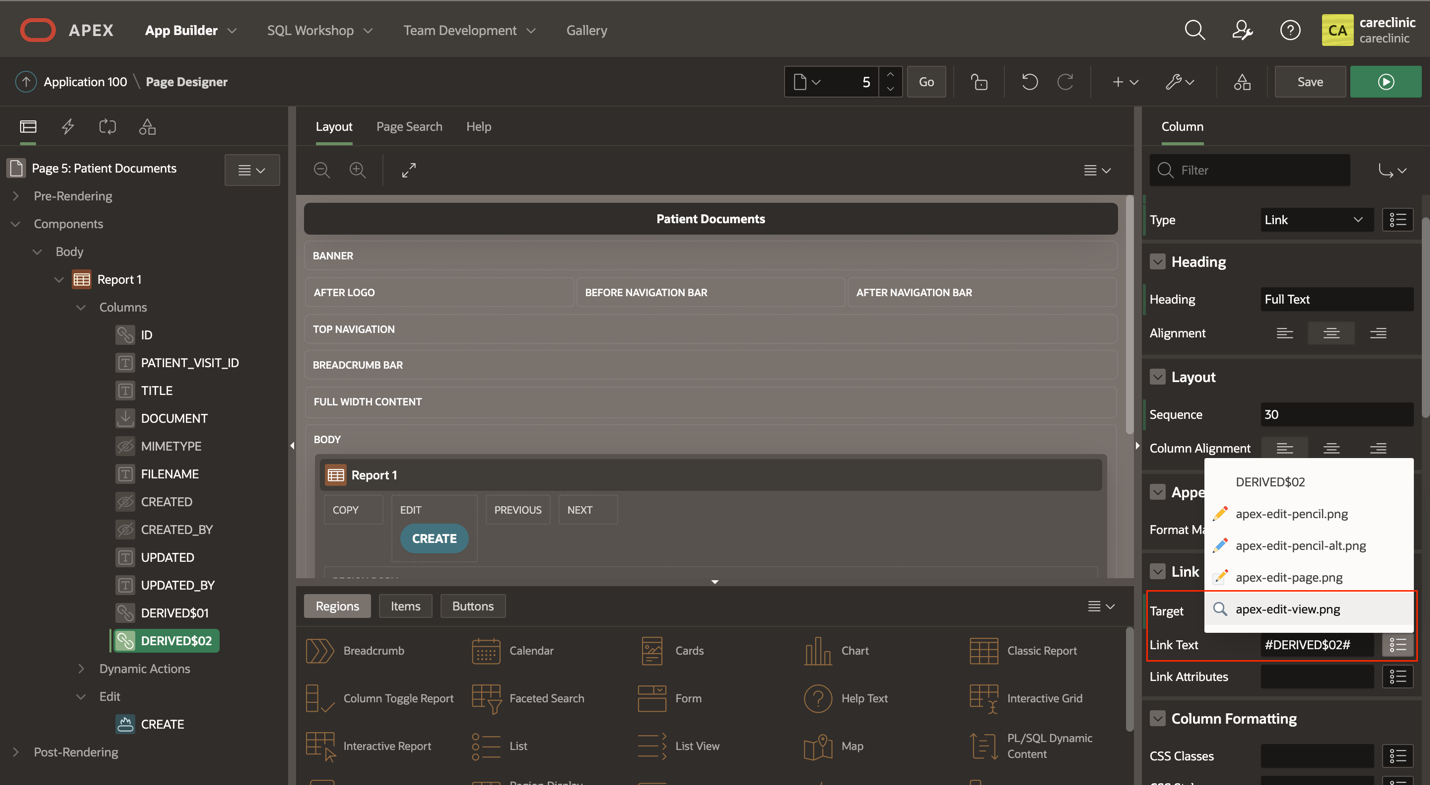 APEX
App Builder
SQL Workshop
Team Development
Gallery
CA
careclinic
careclinic
Application 100 \ Page Designer
5
Go
Save
Layout
Page Search
Help
Column
Page 5: Patient Documents
Pre-Rendering
Components
Body
Report 1
Columns
ID
PATIENT_VISIT_ID
TITLE
DOCUMENT
MIMETYPE
FILENAME
CREATED
CREATED_BY
UPDATED
UPDATED_BY
DERIVED$01
DERIVED$02
Dynamic Actions
Edit
CREATE
Post-Rendering
Patient Documents
BANNER
AFTER LOGO
BEFORE NAVIGATION BAR
AFTER NAVIGATION BAR
TOP NAVIGATION
BREADCRUMB BAR
FULL WIDTH CONTENT
BODY
Report 1
COPY
EDIT
PREVIOUS
NEXT
CREATE
Regions
Items
Buttons
Breadcrumb
Calendar
Cards
Chart
Classic Report
Column Toggle Report
Faceted Search
Form
Help Text
Interactive Grid
Interactive Report
List
List View
Map
PL/SQL Dynamic
Content
Region Display
Filter
Type
Link
Heading
Heading
Full Text
Alignment
Layout
Sequence
30
Column Alignment
Appe
Format Ma
Link
DERIVED$02
apex-edit-pencil.png
apex-edit-pencil-alt.png
apex-edit-page.png
apex-edit-view.png
Target
Link Text
#DERIVED$02#
Link Attributes
Column Formatting
CSS Classes